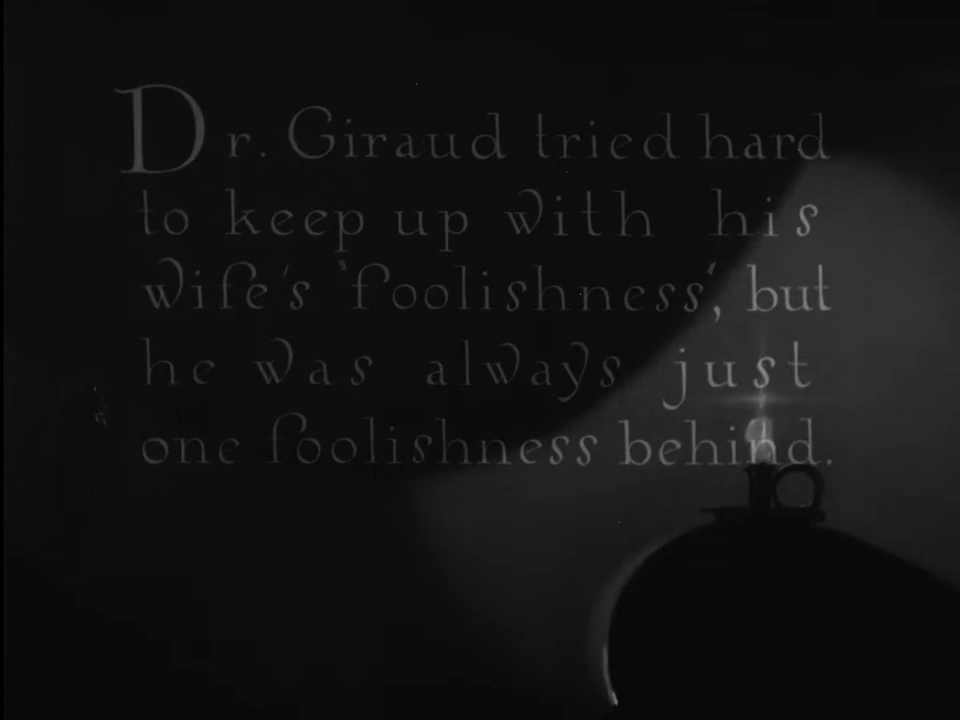 Dr. Giraud tried hard
to keep up with his
wife's "foolishness", but
he was always just
one foolishness behind.